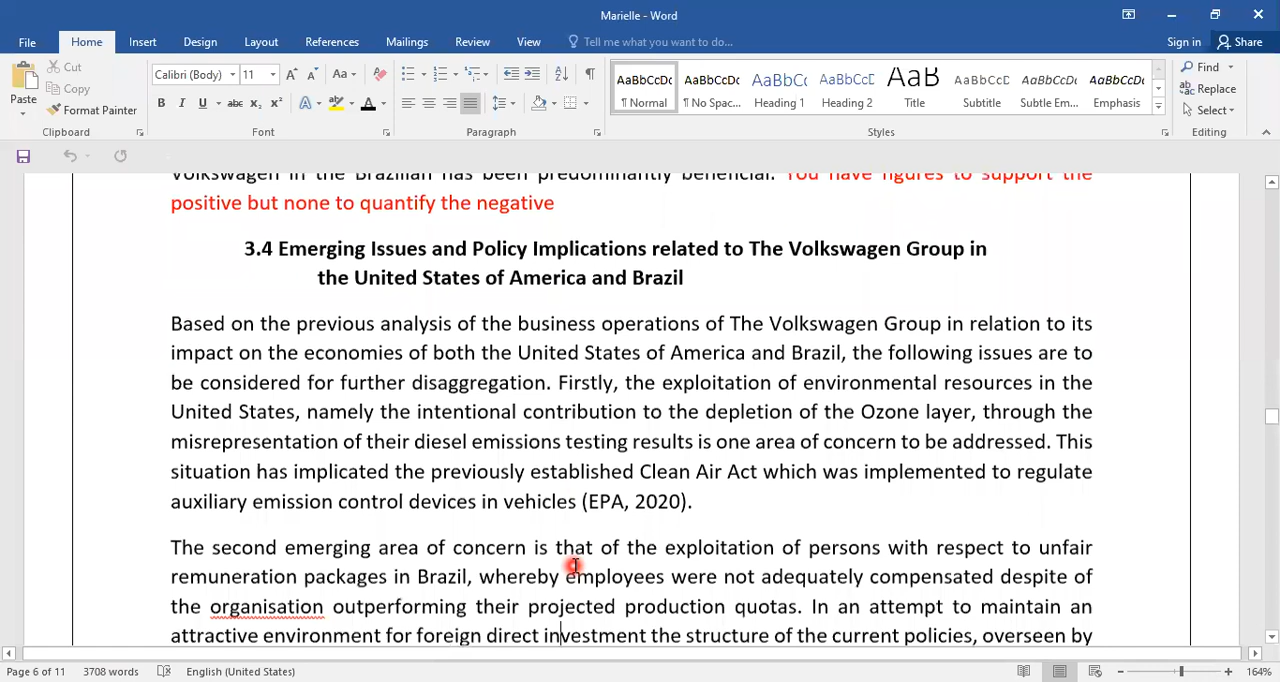 Marielle - Word
File Home Insert Design Layout References Mailings Review View Tell me what you want to do... Sign in Share
Cut
Copy
Paste Format Painter
Calibri (Body) 11 Aa
B I U abc x₂ x² A A
AaBbCcDc AaBbCcDc AaBbCc AaBbCcD AaB AaBbCcD AaBbCcDc AaBbCcDc
¶ Normal ¶ No Spac... Heading 1 Heading 2 Title Subtitle Subtle Em... Emphasis
Find
Replace
Select
Clipboard Font Paragraph Styles Editing
Volkswagen in the Brazilian has been predominantly beneficial. You have figures to support the
positive but none to quantify the negative
3.4 Emerging Issues and Policy Implications related to The Volkswagen Group in
the United States of America and Brazil
Based on the previous analysis of the business operations of The Volkswagen Group in relation to its
impact on the economies of both the United States of America and Brazil, the following issues are to
be considered for further disaggregation. Firstly, the exploitation of environmental resources in the
United States, namely the intentional contribution to the depletion of the Ozone layer, through the
misrepresentation of their diesel emissions testing results is one area of concern to be addressed. This
situation has implicated the previously established Clean Air Act which was implemented to regulate
auxiliary emission control devices in vehicles (EPA, 2020).
The second emerging area of concern is that of the exploitation of persons with respect to unfair
remuneration packages in Brazil, whereby employees were not adequately compensated despite of
the organisation outperforming their projected production quotas. In an attempt to maintain an
attractive environment for foreign direct investment the structure of the current policies, overseen by
Page 6 of 11 3708 words English (United States) 164%